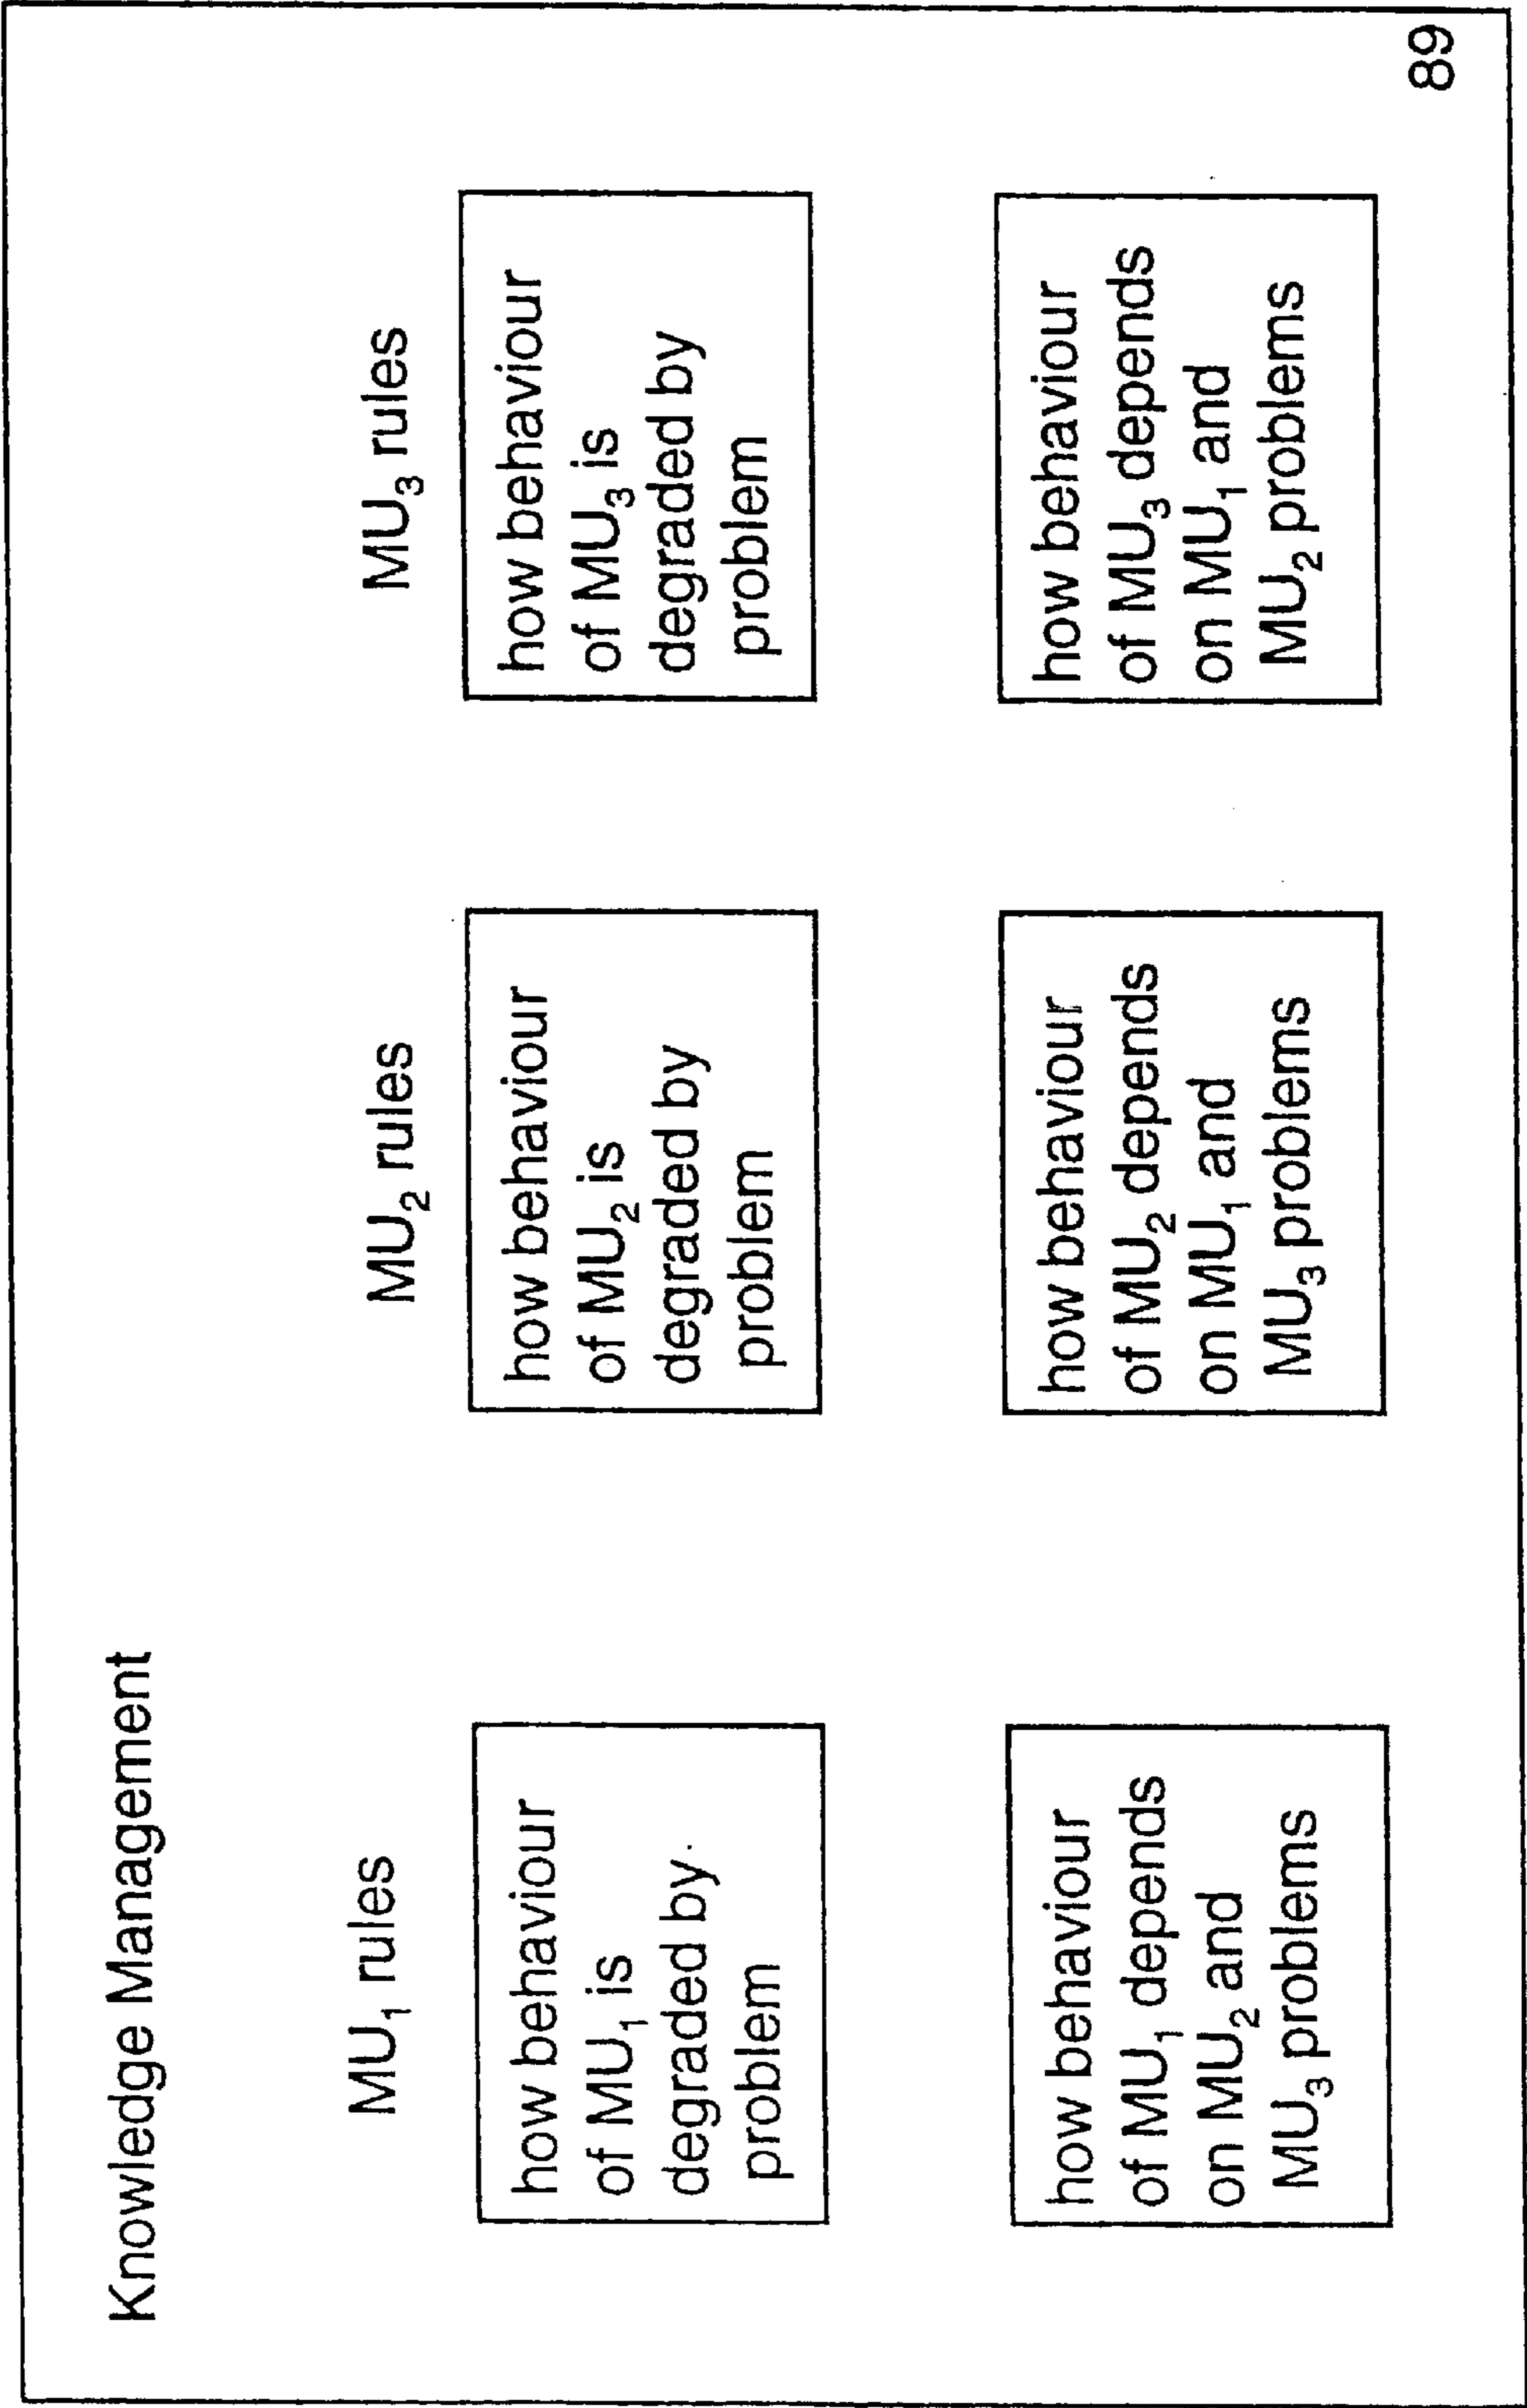 Knowledge Management
MU₁ rules
how behaviour
of MU₁ is
degraded by
problem
how behaviour
of MU₁ depends
on MU₂ and
MU₃ problems
MU₂ rules
how behaviour
of MU₂ is
degraded by
problem
how behaviour
of MU₂ depends
on MU₁ and
MU₃ problems
MU₃ rules
how behaviour
of MU₃ is
degraded by
problem
how behaviour
of MU₃ depends
on MU₁ and
MU₂ problems
89